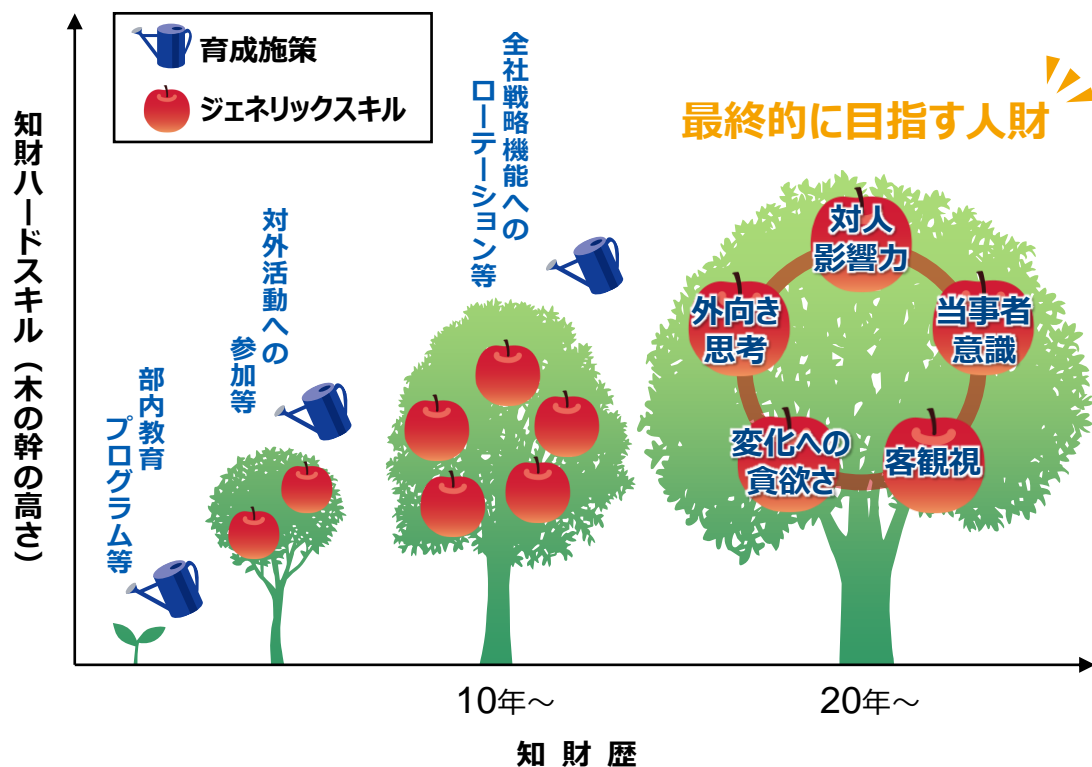 育成施策
ジェネリックスキル
最終的に目指す人財
知財ハードスキル（木の幹の高さ）
部内教育
プログラム等
対外活動への
参加等
全社戦略機能への
ローテーション等
対人
影響力
外向き
思考
当事者
意識
変化への
貪欲さ
客観視
10年～
20年～
知財歴